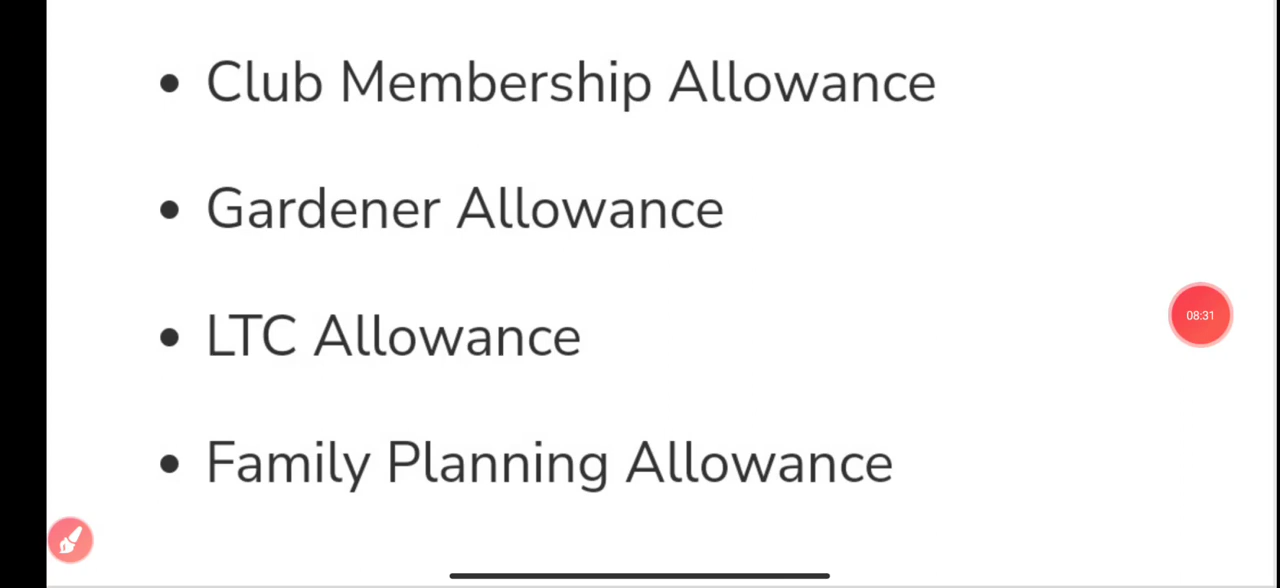 • Club Membership Allowance
• Gardener Allowance
• LTC Allowance
08:31
• Family Planning Allowance